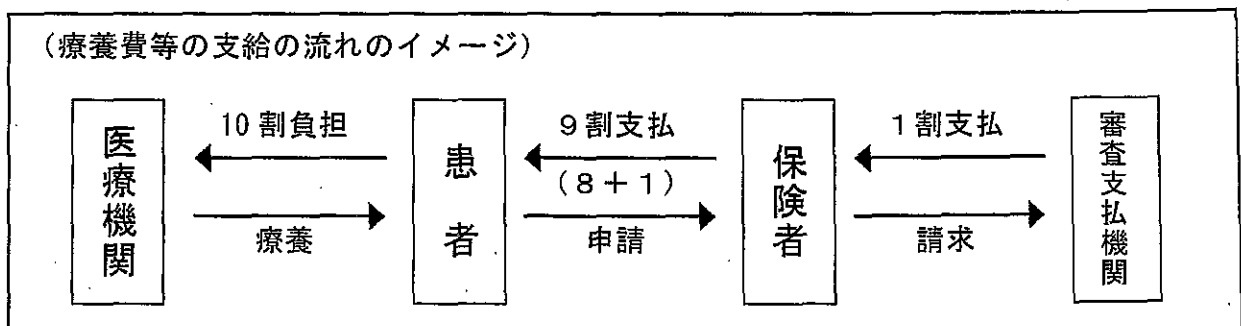 (療養費等の支給の流れのイメージ)
医療機関
10割負担
療養
患者
9割支払
(8+1)
申請
保険者
1割支払
請求
審査支払機関